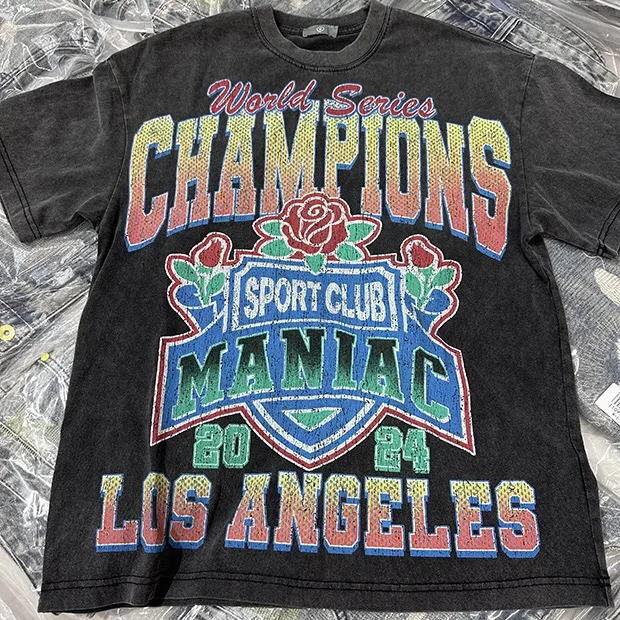 World Series
CHAMPIONS
SPORT CLUB
MANIAC
20 24
LOS ANGELES